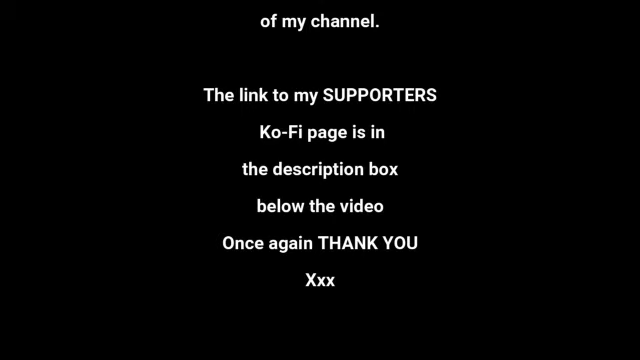 of my channel.
The link to my SUPPORTERS
Ko-Fi page is in
the description box
below the video
Once again THANK YOU
Xxx